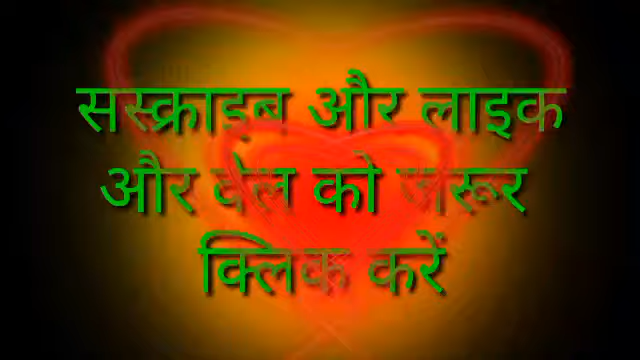 सस्क्राइब और लाइक
और वेल को जरूर
क्लिक करें